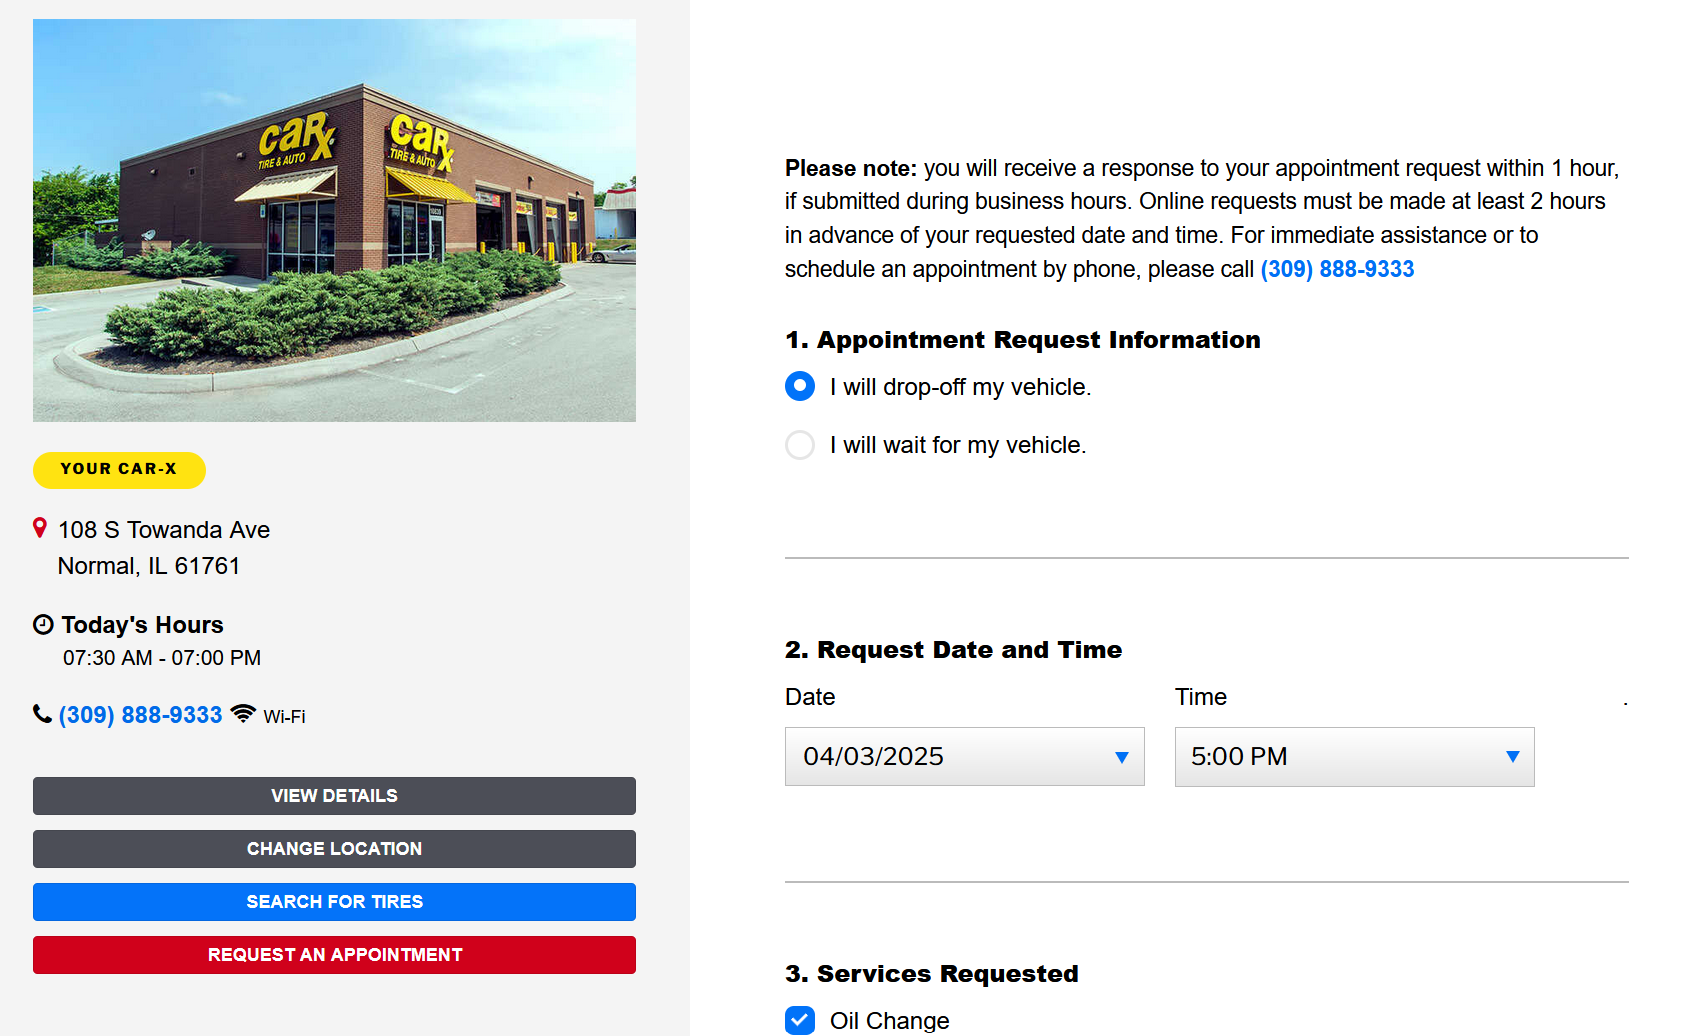 caR
X
TIRE & AUTO
caR
X
TIRE & AUTO
YOUR CAR-X
108 S Towanda Ave
Normal, IL 61761
Today's Hours
07:30 AM - 07:00 PM
(309) 888-9333 Wi-Fi
VIEW DETAILS
CHANGE LOCATION
SEARCH FOR TIRES
REQUEST AN APPOINTMENT
Please note: you will receive a response to your appointment request within 1 hour,
if submitted during business hours. Online requests must be made at least 2 hours
in advance of your requested date and time. For immediate assistance or to
schedule an appointment by phone, please call (309) 888-9333
1. Appointment Request Information
I will drop-off my vehicle.
I will wait for my vehicle.
2. Request Date and Time
Date Time .
04/03/2025 5:00 PM
3. Services Requested
Oil Change